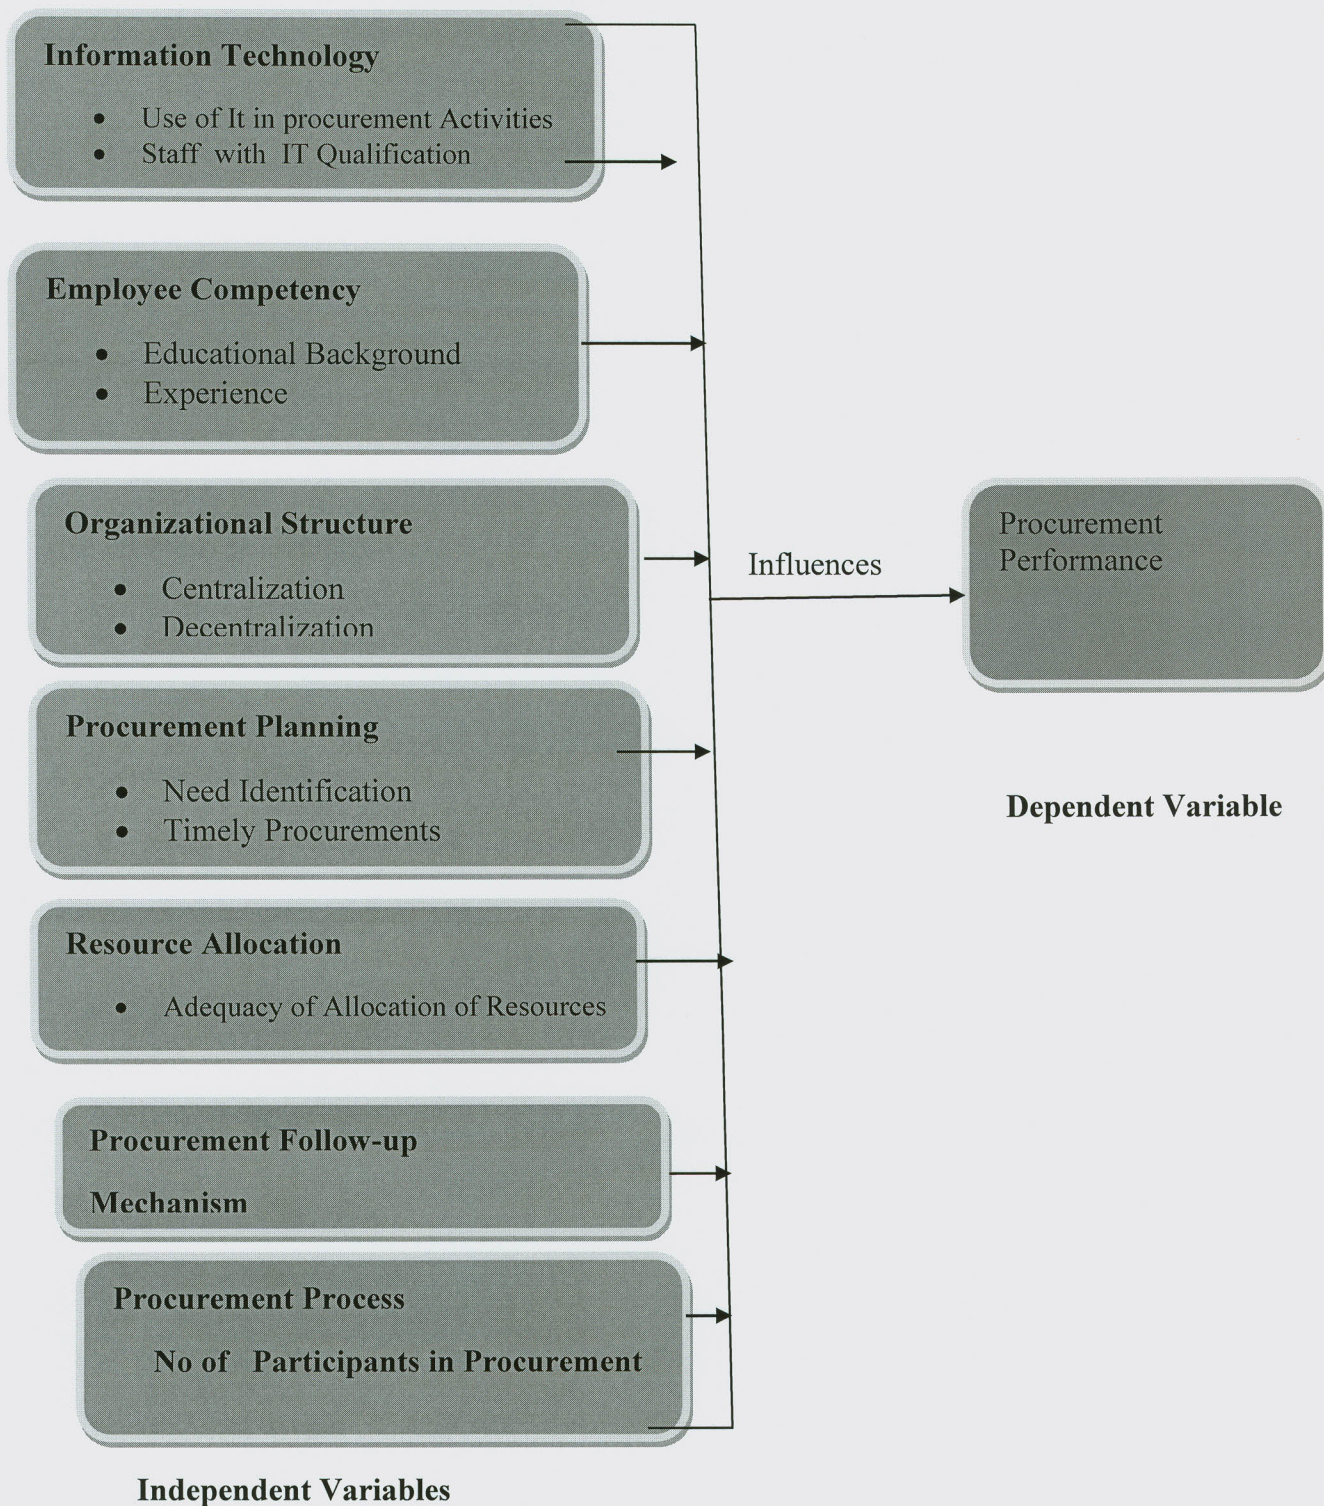 Information Technology
• Use of It in procurement Activities
• Staff with IT Qualification
Employee Competency
• Educational Background
• Experience
Organizational Structure
• Centralization
• Decentralization
Procurement Planning
• Need Identification
• Timely Procurements
Resource Allocation
• Adequacy of Allocation of Resources
Procurement Follow-up
Mechanism
Procurement Process
No of Participants in Procurement
Independent Variables
Influences
Procurement
Performance
Dependent Variable